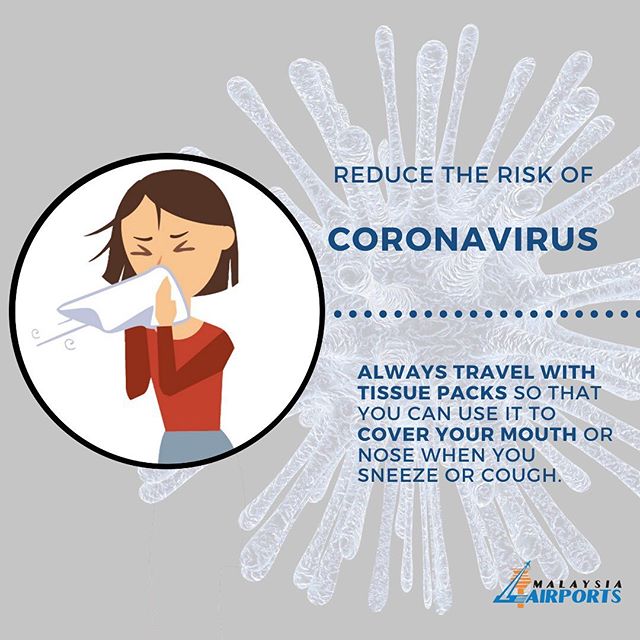 REDUCE THE RISK OF
CORONAVIRUS
ALWAYS TRAVEL WITH
TISSUE PACKS SO THAT
YOU CAN USE IT TO
COVER YOUR MOUTH OR
NOSE WHEN YOU
SNEEZE OR COUGH.
MALAYSIA
AIRPORTS